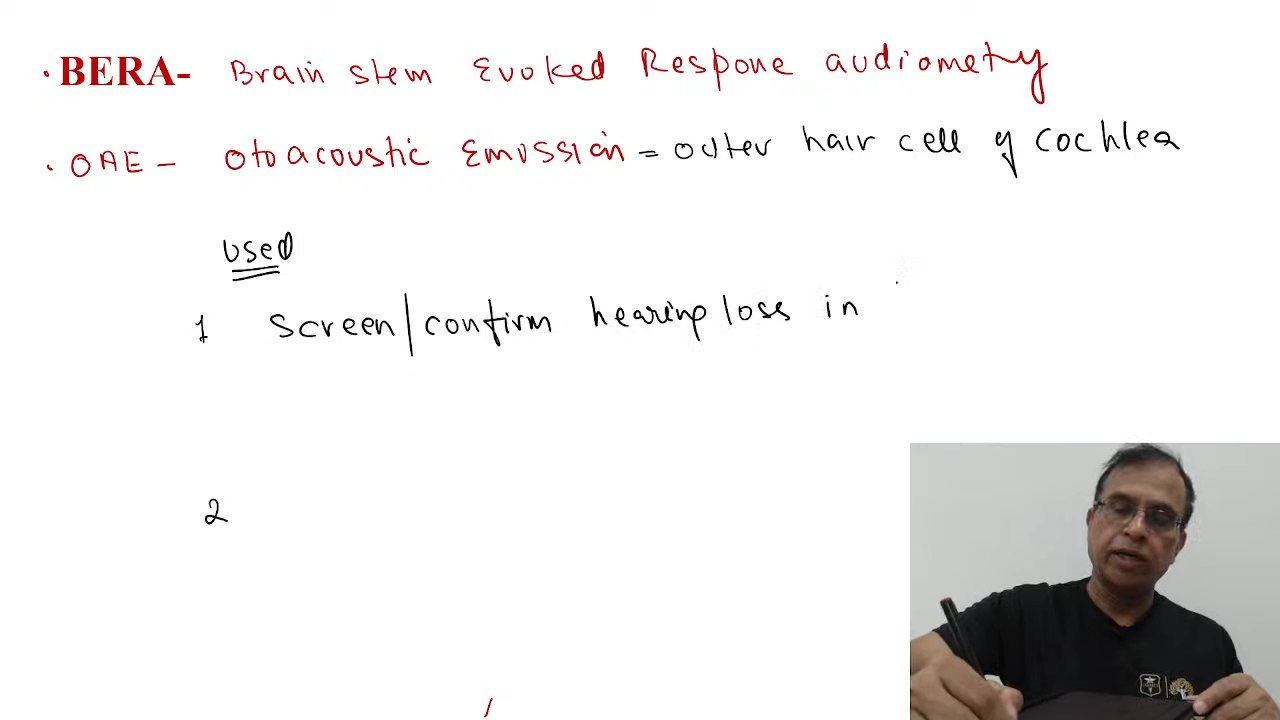 · BERA- Brain stem Evoked Respone audiomety
· OAE - Otoacoustic Emission = outer hair cell of cochlea
Used
1 Screen/confirm hearing loss in
2